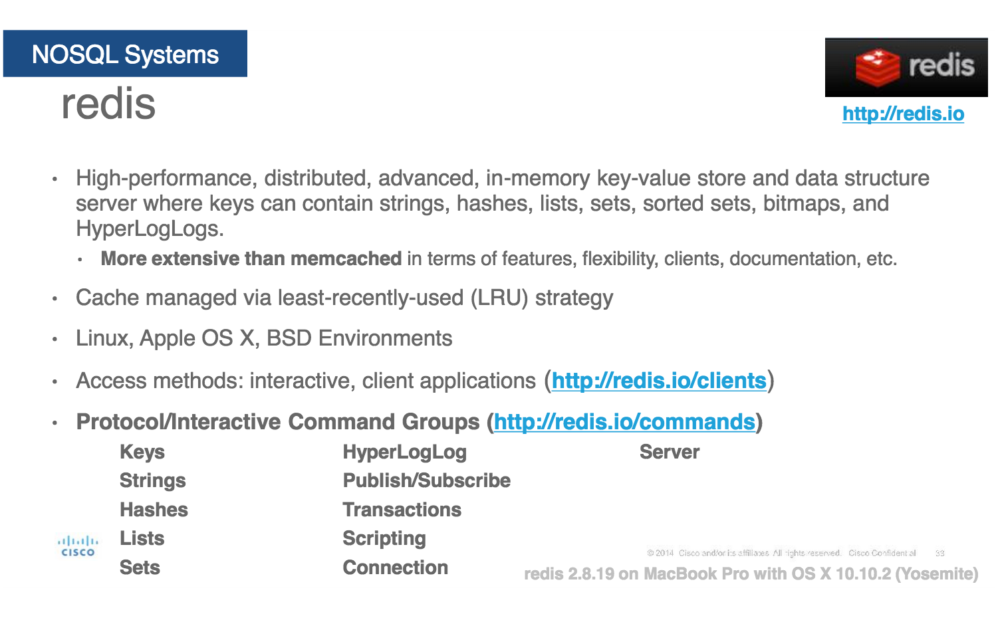 NOSQL Systems
redis
redis
http://redis.io
• High-performance, distributed, advanced, in-memory key-value store and data structure
server where keys can contain strings, hashes, lists, sets, sorted sets, bitmaps, and
HyperLogLogs.
• More extensive than memcached in terms of features, flexibility, clients, documentation, etc.
• Cache managed via least-recently-used (LRU) strategy
• Linux, Apple OS X, BSD Environments
• Access methods: interactive, client applications (http://redis.io/clients)
• Protocol/Interactive Command Groups (http://redis.io/commands)
Keys
Strings
Hashes
Lists
Sets
HyperLogLog
Publish/Subscribe
Transactions
Scripting
Connection
Server
CISCO
© 2014 Cisco and/or its affiliates. All rights reserved. Cisco Confidential 33
redis 2.8.19 on MacBook Pro with OS X 10.10.2 (Yosemite)